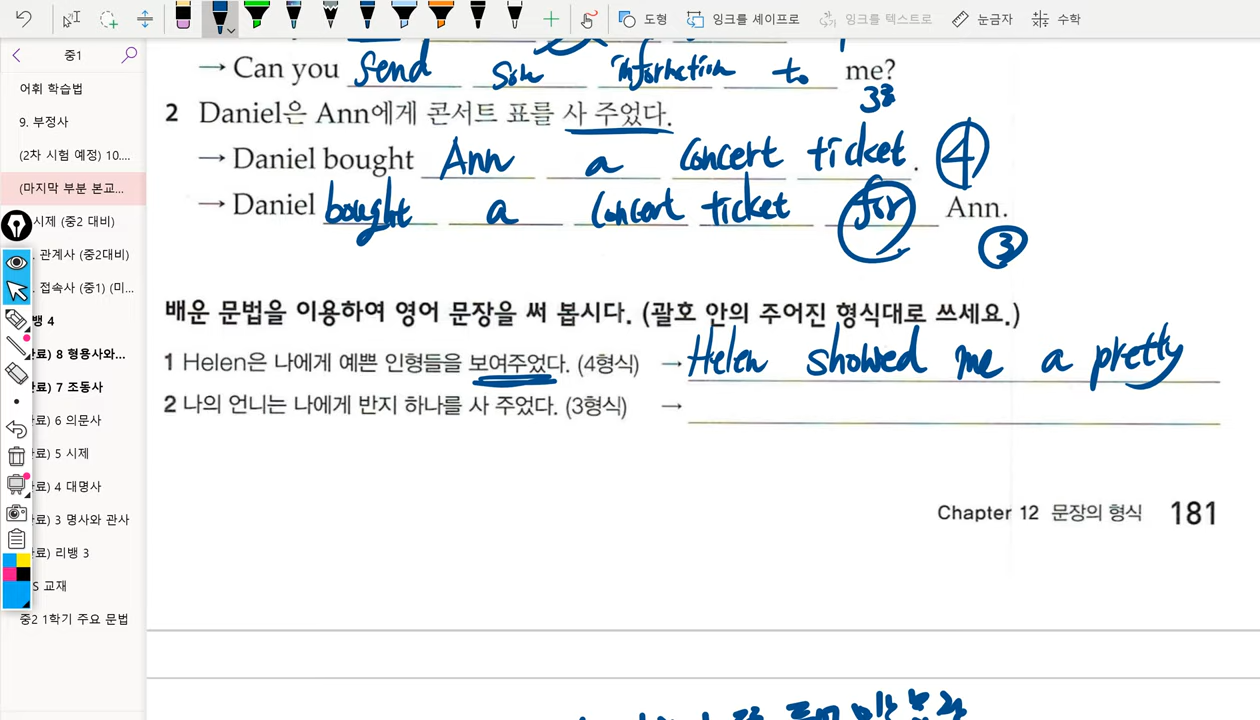 도형
잉크를 셰이프로
잉크를 텍스트로
눈금자
수학
중1
어휘 학습법
9. 부정사
(2차 시험 예정) 10....
(마지막 부분 본교...
시제 (중2 대비)
. 관계사 (중2대비)
. 접속사 (중1) (미...
뱅 4
료) 8 형용사와...
료) 7 조동사
료) 6 의문사
료) 5 시제
료) 4 대명사
료) 3 명사와 관사
료) 리뱅 3
S 교재
중2 1학기 주요 문법
→ Can you send information to me?
2 Daniel은 Ann에게 콘서트 표를 사 주었다.
→ Daniel bought Ann a concert ticket. ④
→ Daniel bought a concert ticket for Ann.
③
배운 문법을 이용하여 영어 문장을 써 봅시다. (괄호 안의 주어진 형식대로 쓰세요.)
1 Helen은 나에게 예쁜 인형들을 보여주었다. (4형식) → Helen showed me a pretty
2 나의 언니는 나에게 반지 하나를 사 주었다. (3형식) →
Chapter 12 문장의 형식 181